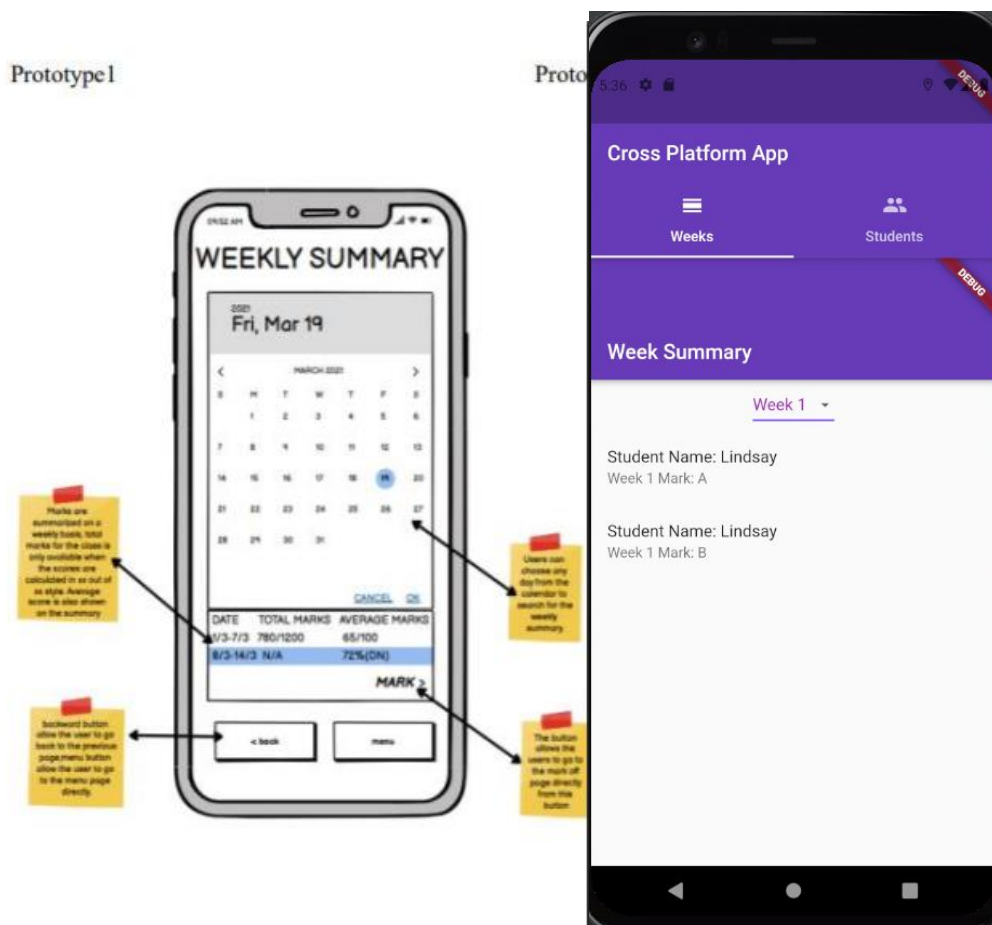 Prototype1
Proto
09:52 AM
WEEKLY SUMMARY
2021
Fri, Mar 19
< MARCH 2021 >
S M T W T F S
1 2 3 4 5 6
7 8 9 10 11 12 13
14 15 16 17 18 19 20
21 22 23 24 25 26 27
28 29 30 31
CANCEL OK
DATE TOTAL MARKS AVERAGE MARKS
1/3-7/3 780/1200 65/100
8/3-14/3 N/A 72%(DN)
MARK >
< back
menu
Marks are
summarized on a
weekly basis, total
marks for the class is
only available when
the scores are
calculated in xx out of
xx style. Average
score is also shown
on the summary
backward button
allow the user to go
back to the previous
page,menu button
allow the user to go
to the menu page
directly.
Users can
choose any
day from the
calendar to
search for the
weekly
summary.
The button
allows the
users to go to
the mark off
page directly
from this
button
5:36
DEBUG
Cross Platform App
Weeks
Students
DEBUG
Week Summary
Week 1
Student Name: Lindsay
Week 1 Mark: A
Student Name: Lindsay
Week 1 Mark: B